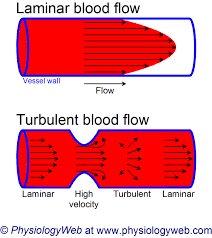 Laminar blood flow
Vessel wall
Flow
Turbulent blood flow
Laminar High velocity Turbulent Laminar
© PhysiologyWeb at www.physiologyweb.com